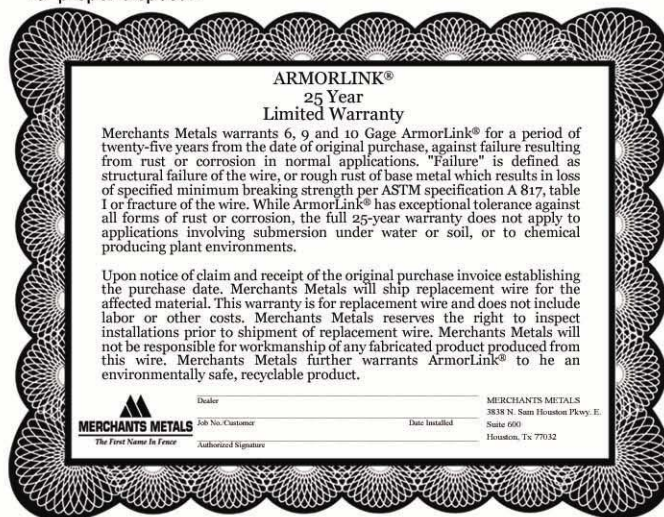 ARMORLINK®
25 Year
Limited Warranty
Merchants Metals warrants 6, 9 and 10 Gage ArmorLink® for a period of
twenty-five years from the date of original purchase, against failure resulting
from rust or corrosion in normal applications. "Failure" is defined as
structural failure of the wire, or rough rust of base metal which results in loss
of specified minimum breaking strength per ASTM specification A 817, table
I or fracture of the wire. While ArmorLink® has exceptional tolerance against
all forms of rust or corrosion, the full 25-year warranty does not apply to
applications involving submersion under water or soil, or to chemical
producing plant environments.
Upon notice of claim and receipt of the original purchase invoice establishing
the purchase date. Merchants Metals will ship replacement wire for the
affected material. This warranty is for replacement wire and does not include
labor or other costs. Merchants Metals reserves the right to inspect
installations prior to shipment of replacement wire. Merchants Metals will
not be responsible for workmanship of any fabricated product produced from
this wire. Merchants Metals further warrants ArmorLink® to he an
environmentally safe, recyclable product.
MERCHANTS METALS
The First Name In Fence
Dealer
Job No./Customer Date Installed
Authorized Signature
MERCHANTS METALS
3838 N. Sam Houston Pkwy. E.
Suite 600
Houston, Tx 77032